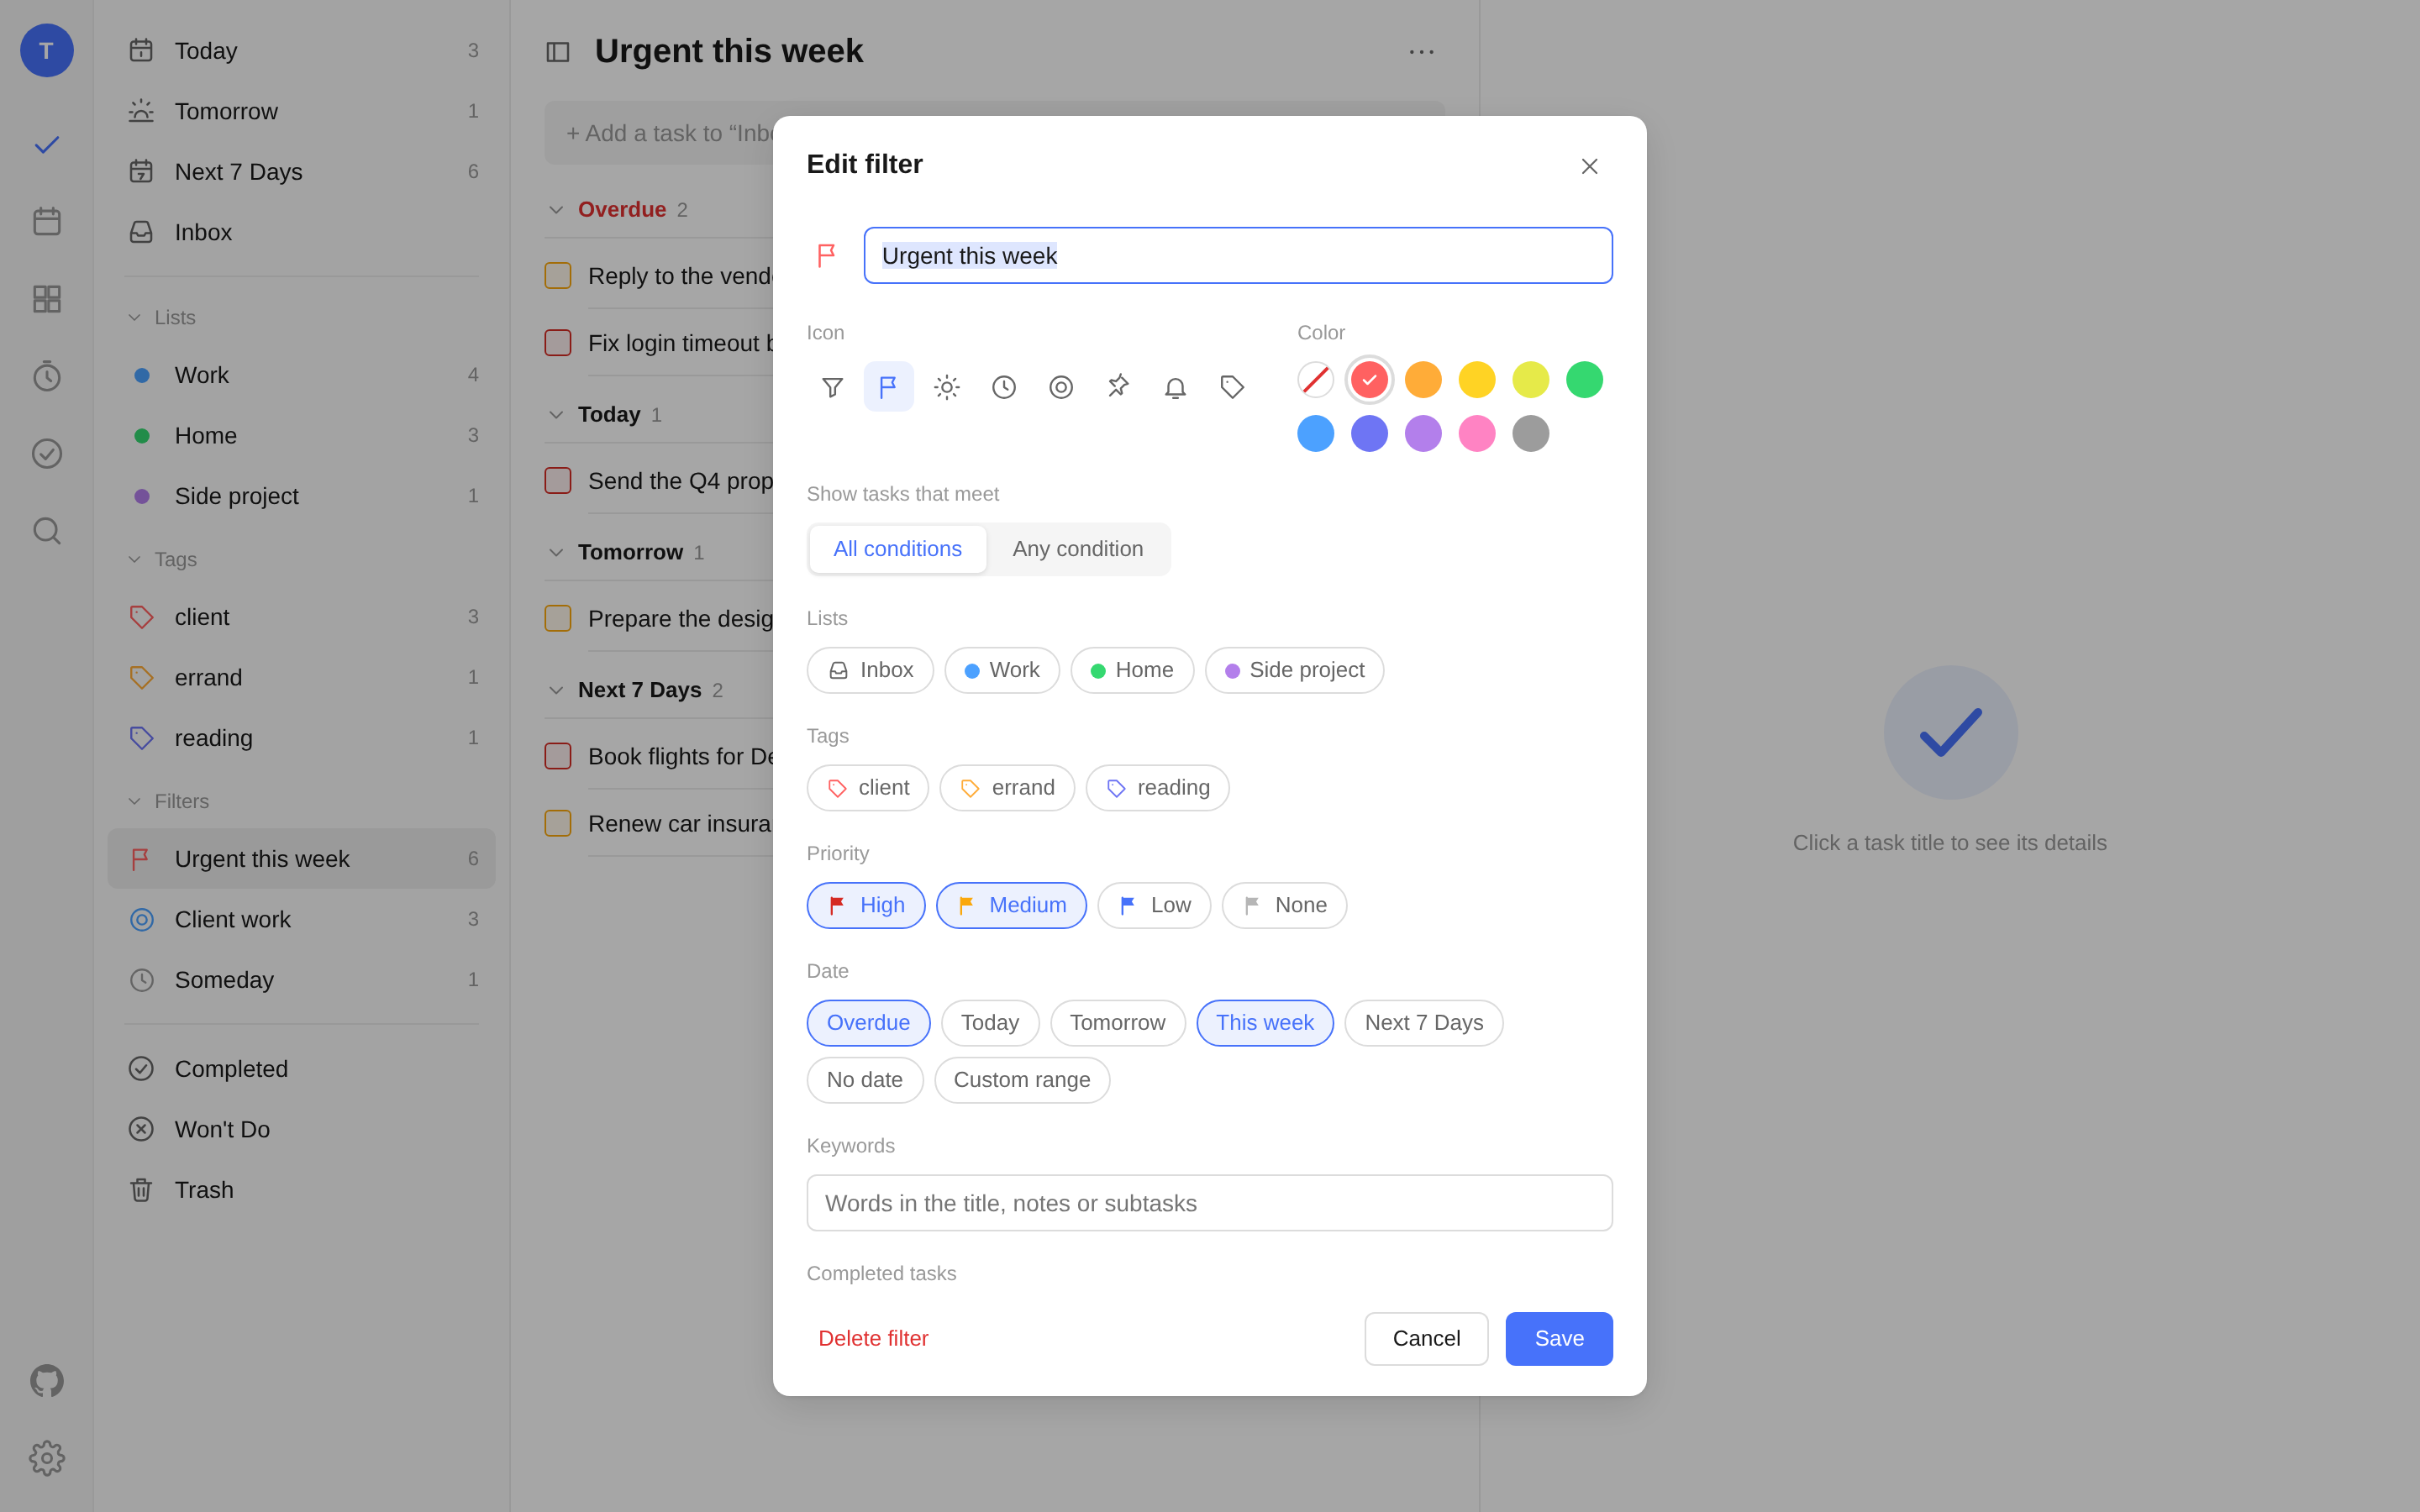 T
Today 3
Tomorrow 1
Next 7 Days 6
Inbox
Lists
Work 4
Home 3
Side project 1
Tags
client 3
errand 1
reading 1
Filters
Urgent this week 6
Client work 3
Someday 1
Completed
Won't Do
Trash
Urgent this week
+ Add a task to “Inbo
Overdue 2
Reply to the vend
Fix login timeout b
Today 1
Send the Q4 prop
Tomorrow 1
Prepare the desig
Next 7 Days 2
Book flights for De
Renew car insura
Edit filter
Urgent this week
Icon
Color
Show tasks that meet
All conditions Any condition
Lists
Inbox Work Home Side project
Tags
client errand reading
Priority
High Medium Low None
Date
Overdue Today Tomorrow This week Next 7 Days
No date Custom range
Keywords
Words in the title, notes or subtasks
Completed tasks
Delete filter Cancel Save
Click a task title to see its details